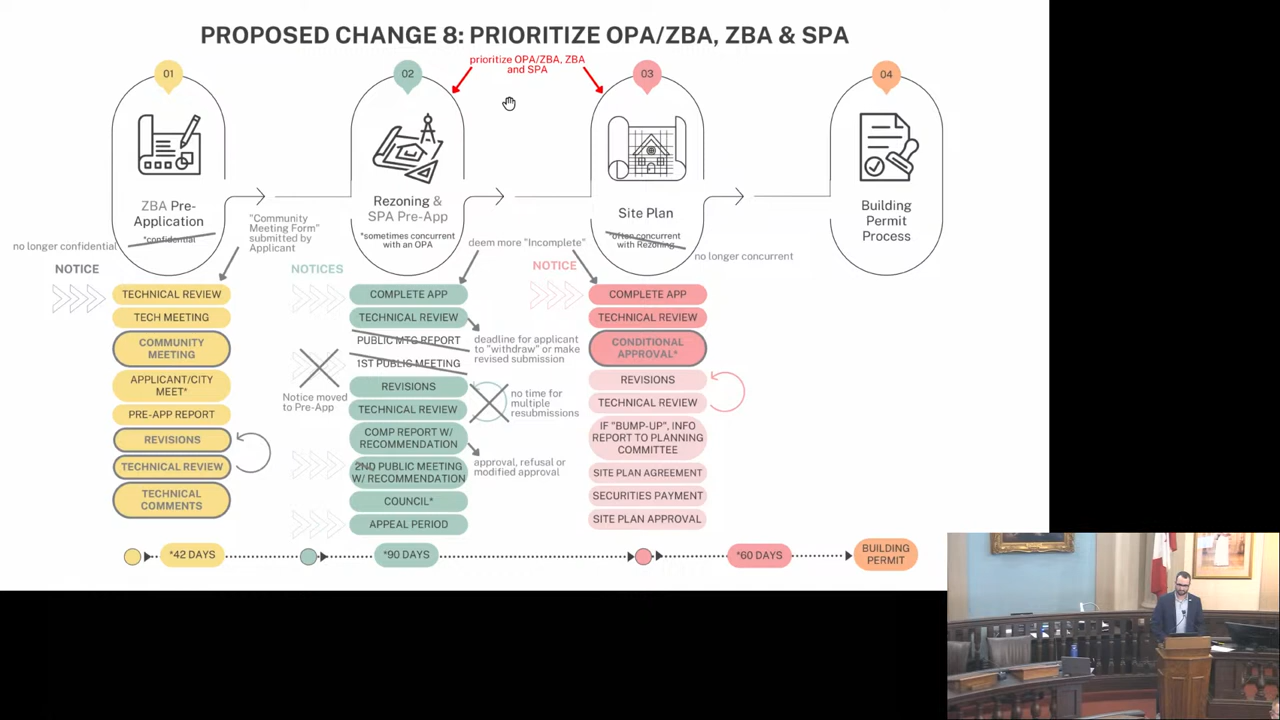 PROPOSED CHANGE 8: PRIORITIZE OPA/ZBA, ZBA & SPA
prioritize OPA/ZBA, ZBA
and SPA
01
ZBA Pre-
Application
*confidential
no longer confidential
"Community
Meeting Form"
submitted by
Applicant
NOTICE
TECHNICAL REVIEW
TECH MEETING
COMMUNITY
MEETING
APPLICANT/CITY
MEET*
PRE-APP REPORT
REVISIONS
TECHNICAL REVIEW
TECHNICAL
COMMENTS
02
Rezoning &
SPA Pre-App
*sometimes concurrent
with an OPA
deem more "Incomplete"
NOTICES
COMPLETE APP
TECHNICAL REVIEW
PUBLIC MTG REPORT
1ST PUBLIC MEETING
deadline for applicant
to "withdraw" or make
revised submission
Notice moved
to Pre-App
REVISIONS
TECHNICAL REVIEW
no time for
multiple
resubmissions
COMP REPORT W/
RECOMMENDATION
2ND PUBLIC MEETING
W/ RECOMMENDATION
approval, refusal or
modified approval
COUNCIL*
APPEAL PERIOD
03
Site Plan
*often concurrent
with Rezoning
no longer concurrent
NOTICE
COMPLETE APP
TECHNICAL REVIEW
CONDITIONAL
APPROVAL*
REVISIONS
TECHNICAL REVIEW
IF "BUMP-UP", INFO
REPORT TO PLANNING
COMMITTEE
SITE PLAN AGREEMENT
SECURITIES PAYMENT
SITE PLAN APPROVAL
04
Building
Permit
Process
*42 DAYS
*90 DAYS
*60 DAYS
BUILDING
PERMIT